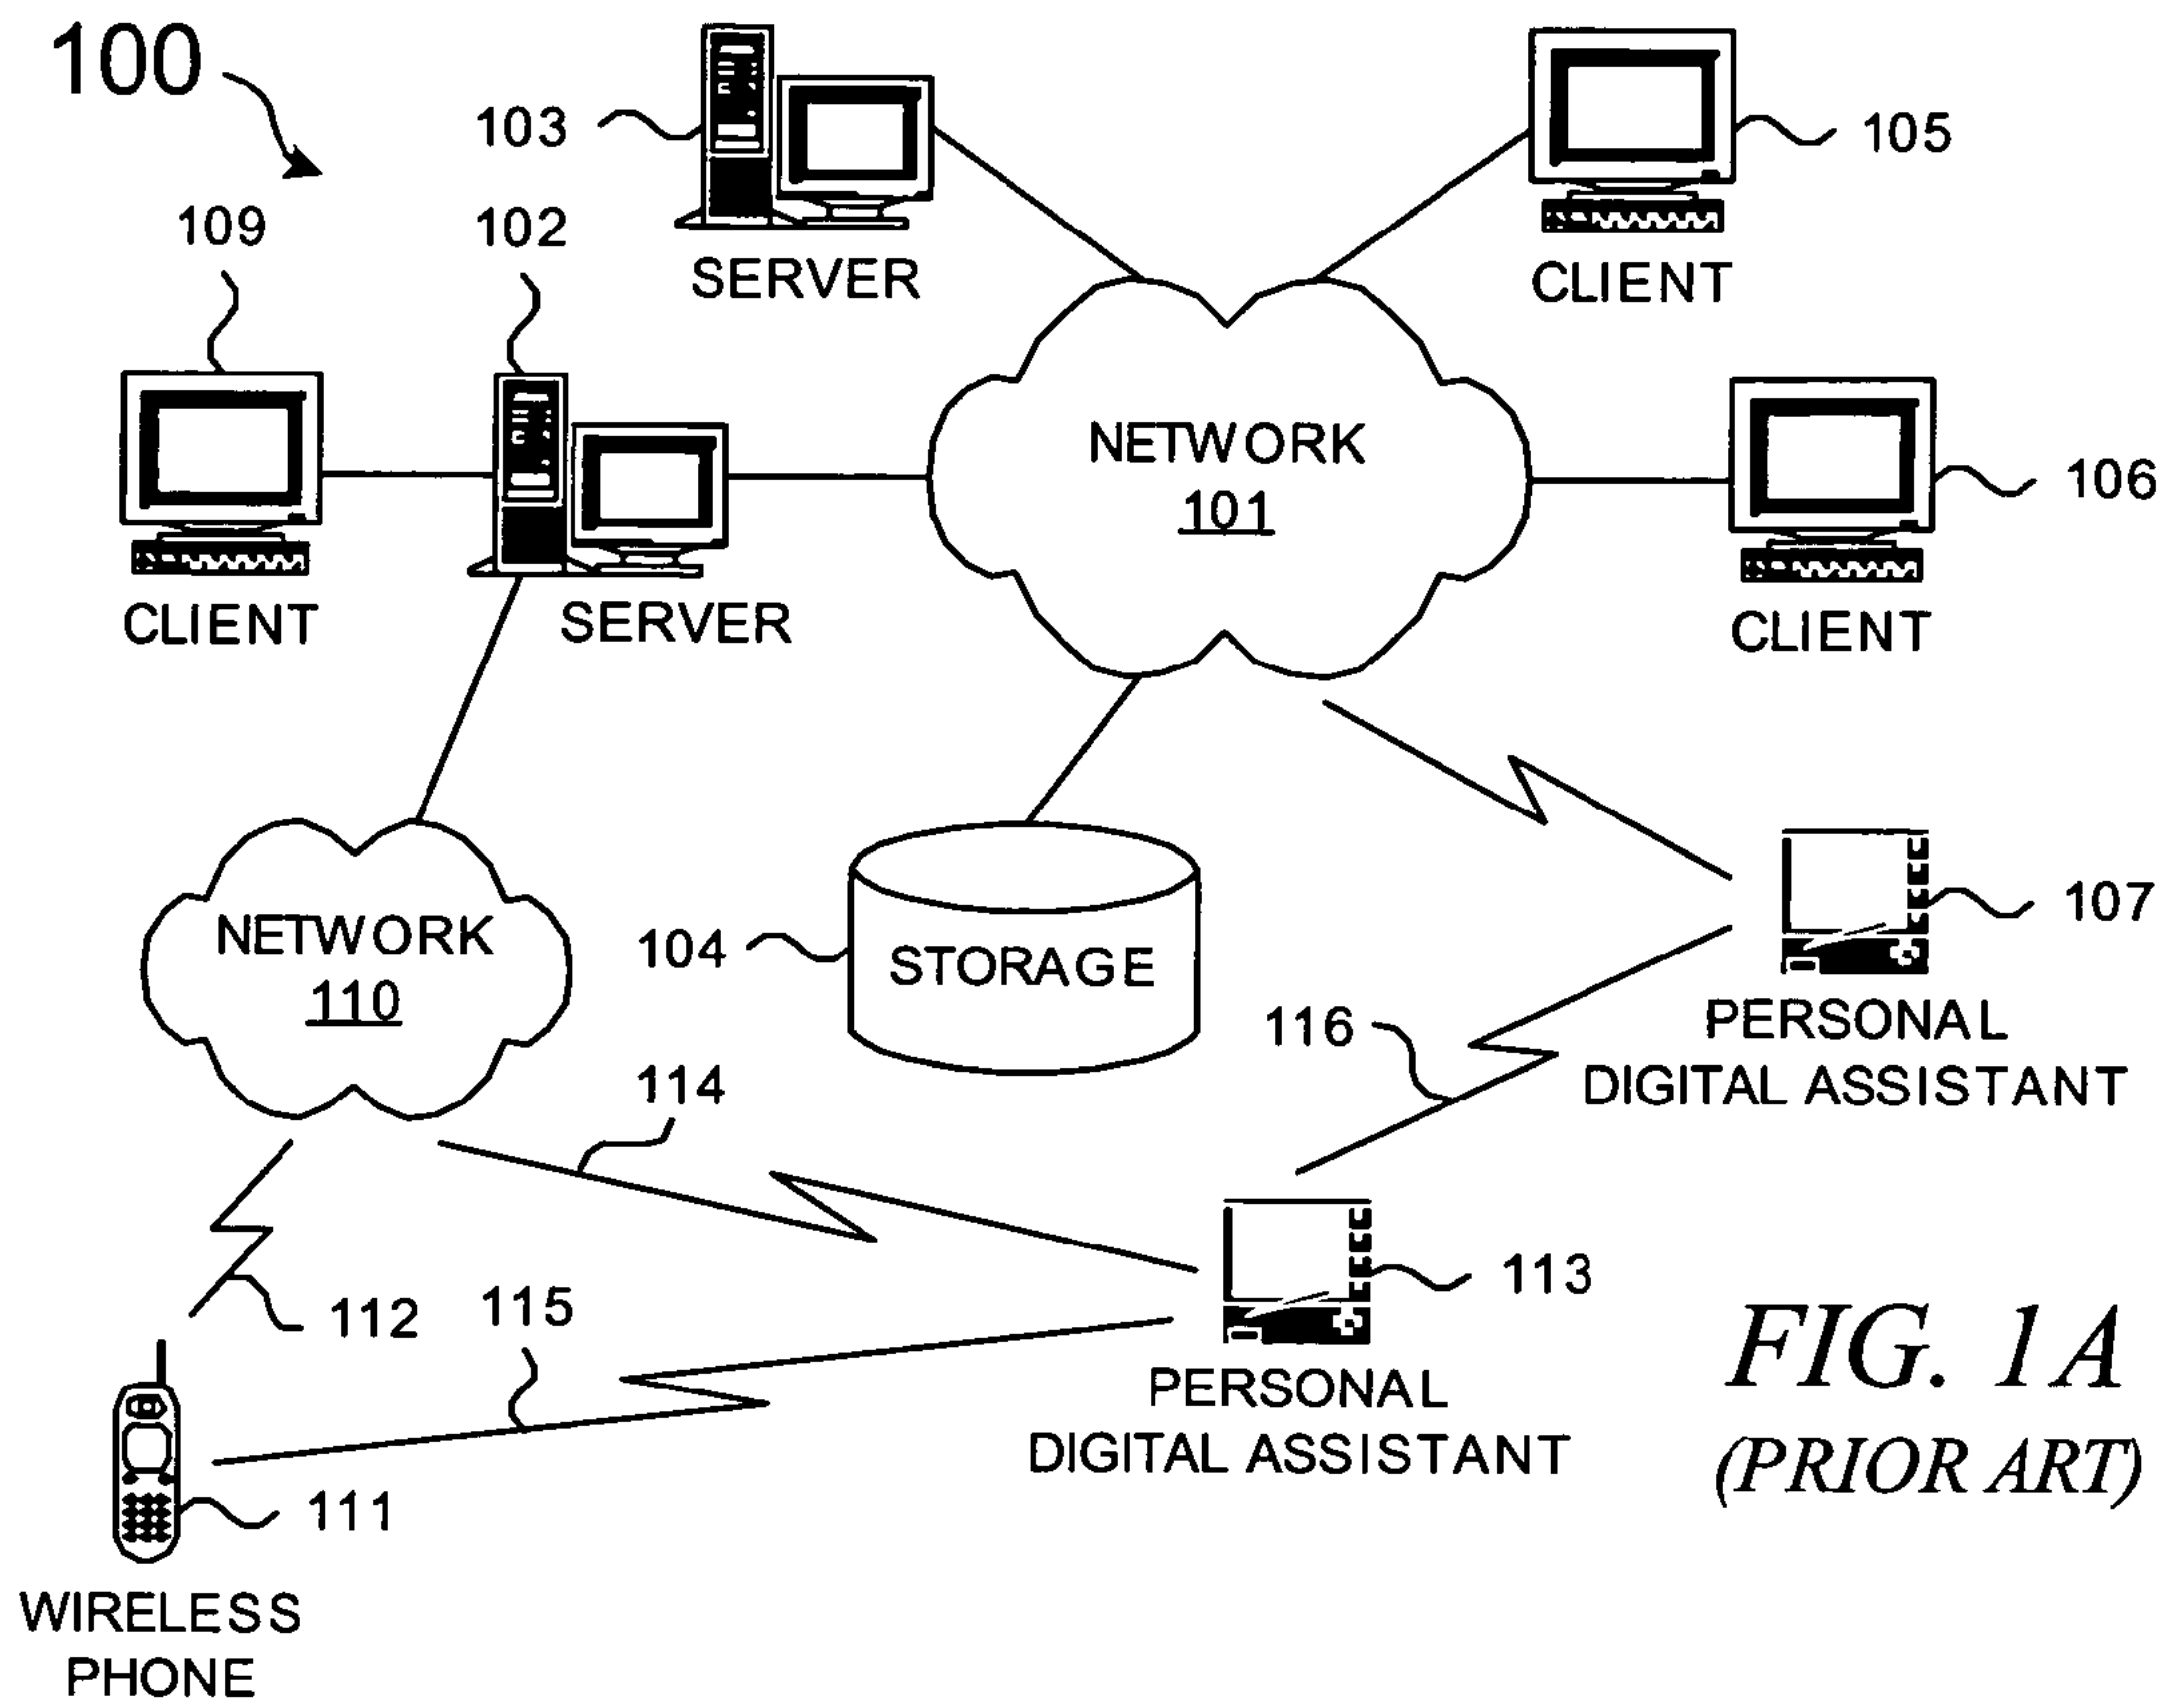 100
103
105
109
102
SERVER
CLIENT
NETWORK
101
106
CLIENT
SERVER
CLIENT
NETWORK
110
104
STORAGE
107
116
PERSONAL
DIGITAL ASSISTANT
114
113
112
115
PERSONAL
DIGITAL ASSISTANT
111
WIRELESS
PHONE
FIG. 1A
(PRIOR ART)